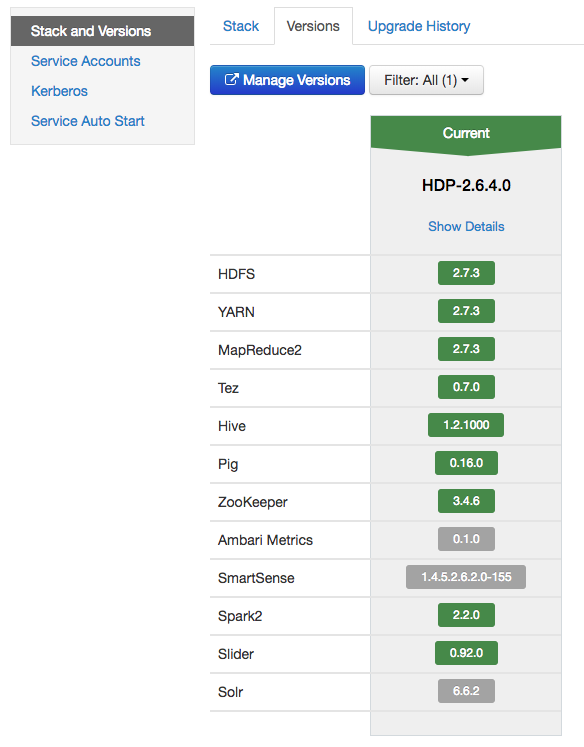 Stack and Versions
Service Accounts
Kerberos
Service Auto Start
Stack Versions Upgrade History
Manage Versions Filter: All (1)
Current
HDP-2.6.4.0
Show Details
HDFS 2.7.3
YARN 2.7.3
MapReduce2 2.7.3
Tez 0.7.0
Hive 1.2.1000
Pig 0.16.0
ZooKeeper 3.4.6
Ambari Metrics 0.1.0
SmartSense 1.4.5.2.6.2.0-155
Spark2 2.2.0
Slider 0.92.0
Solr 6.6.2